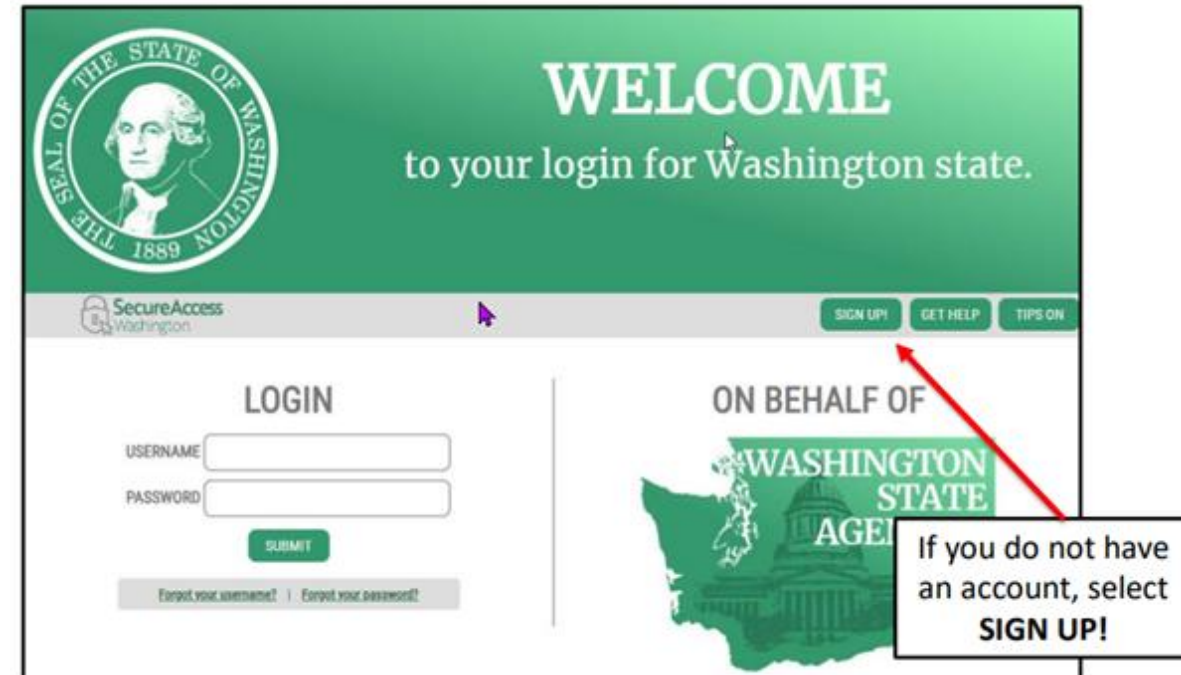 THE SEAL OF THE STATE OF WASHINGTON
1889
WELCOME
to your login for Washington state.
SecureAccess
Washington
SIGN UP!
GET HELP
TIPS ON
LOGIN
USERNAME
PASSWORD
SUBMIT
Forgot your username? | Forgot your password?
ON BEHALF OF
WASHINGTON
STATE
AGEN
If you do not have
an account, select
SIGN UP!